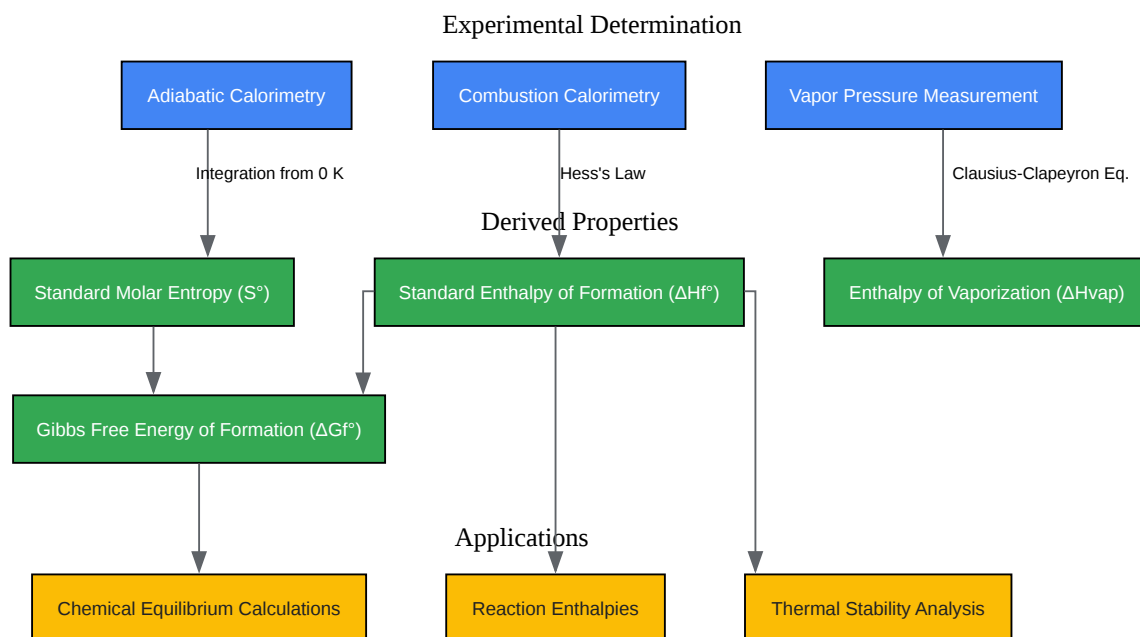 Experimental Determination
Adiabatic Calorimetry
Combustion Calorimetry
Vapor Pressure Measurement
Integration from 0 K
Hess's Law
Clausius-Clapeyron Eq.
Derived Properties
Standard Molar Entropy (S°)
Standard Enthalpy of Formation (ΔHf°)
Enthalpy of Vaporization (ΔHvap)
Gibbs Free Energy of Formation (ΔGf°)
Applications
Chemical Equilibrium Calculations
Reaction Enthalpies
Thermal Stability Analysis